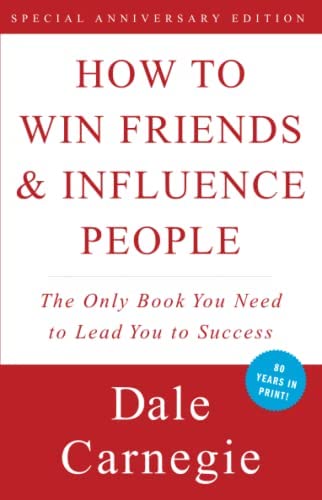 SPECIAL ANNIVERSARY EDITION
HOW TO
WIN FRIENDS
& INFLUENCE
PEOPLE
The Only Book You Need
to Lead You to Success
80
YEARS IN
PRINT!
Dale
Carnegie